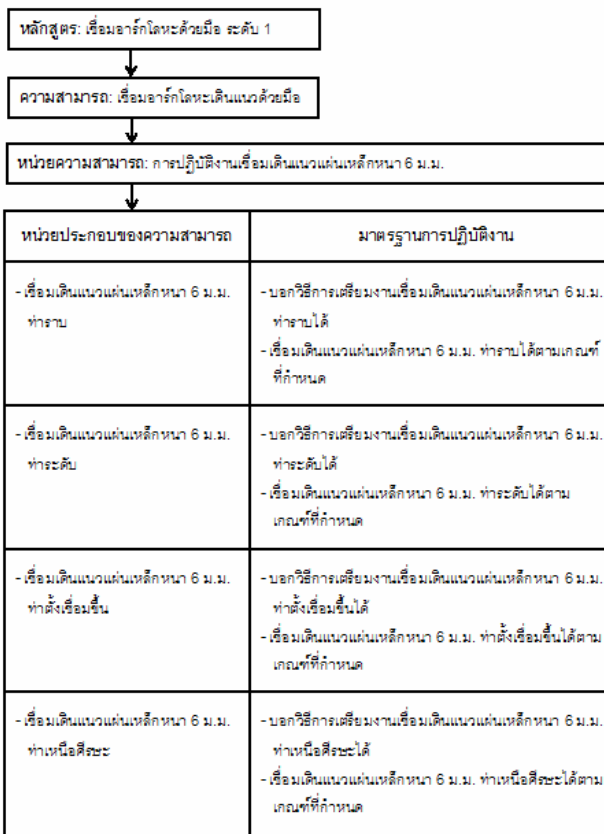 หลักสูตร: เชื่อมอาร์กโลหะด้วยมือ ระดับ 1
ความสามารถ: เชื่อมอาร์กโลหะเดินแนวด้วยมือ
หน่วยความสามารถ: การปฏิบัติงานเชื่อมเดินแนวแผ่นเหล็กหนา 6 ม.ม.
หน่วยประกอบของความสามารถ
มาตรฐานการปฏิบัติงาน
- เชื่อมเดินแนวแผ่นเหล็กหนา 6 ม.ม.
ท่าราบ
- บอกวิธีการเตรียมงานเชื่อมเดินแนวแผ่นเหล็กหนา 6 ม.ม.
ท่าราบได้
- เชื่อมเดินแนวแผ่นเหล็กหนา 6 ม.ม. ท่าราบได้ตามเกณฑ์
ที่กำหนด
- เชื่อมเดินแนวแผ่นเหล็กหนา 6 ม.ม.
ท่าระดับ
- บอกวิธีการเตรียมงานเชื่อมเดินแนวแผ่นเหล็กหนา 6 ม.ม.
ท่าระดับได้
- เชื่อมเดินแนวแผ่นเหล็กหนา 6 ม.ม. ท่าระดับได้ตาม
เกณฑ์ที่กำหนด
- เชื่อมเดินแนวแผ่นเหล็กหนา 6 ม.ม.
ท่าตั้งเชื่อมขึ้น
- บอกวิธีการเตรียมงานเชื่อมเดินแนวแผ่นเหล็กหนา 6 ม.ม.
ท่าตั้งเชื่อมขึ้นได้
- เชื่อมเดินแนวแผ่นเหล็กหนา 6 ม.ม. ท่าตั้งเชื่อมขึ้นได้ตาม
เกณฑ์ที่กำหนด
- เชื่อมเดินแนวแผ่นเหล็กหนา 6 ม.ม.
ท่าเหนือศีรษะ
- บอกวิธีการเตรียมงานเชื่อมเดินแนวแผ่นเหล็กหนา 6 ม.ม.
ท่าเหนือศีรษะได้
- เชื่อมเดินแนวแผ่นเหล็กหนา 6 ม.ม. ท่าเหนือศีรษะได้ตาม
เกณฑ์ที่กำหนด